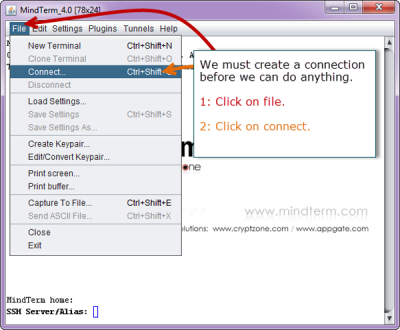 MindTerm_4.0 [78x24]
File Edit Settings Plugins Tunnels Help
New Terminal Ctrl+Shift+N
Clone Terminal Ctrl+Shift+O
Connect...
Disconnect
Load Settings...
Save Settings Ctrl+Shift+S
Save Settings As...
Create Keypair...
Edit/Convert Keypair...
Print screen...
Print buffer...
Capture To File... Ctrl+Shift+E
Send ASCII File... Ctrl+Shift+X
Close
Exit
We must create a connection
before we can do anything.
1: Click on file.
2: Click on connect.
one
www.mindterm.com
solutions: www.cryptzone.com / www.appgate.com
MindTerm home:
SSH Server/Alias: